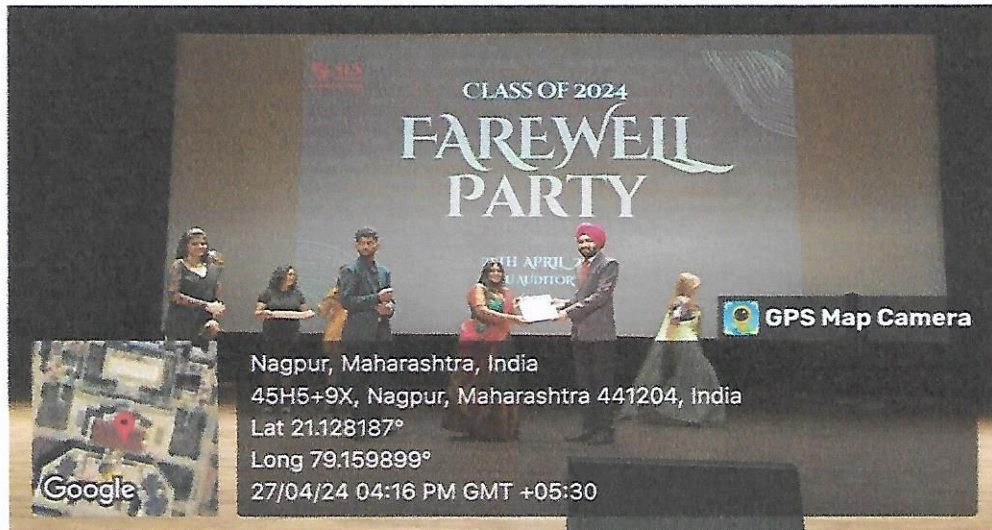 CLASS OF 2024
FAREWELL
PARTY
GPS Map Camera
Nagpur, Maharashtra, India
45H5+9X, Nagpur, Maharashtra 441204, India
Lat 21.128187°
Long 79.159899°
27/04/24 04:16 PM GMT +05:30
Google